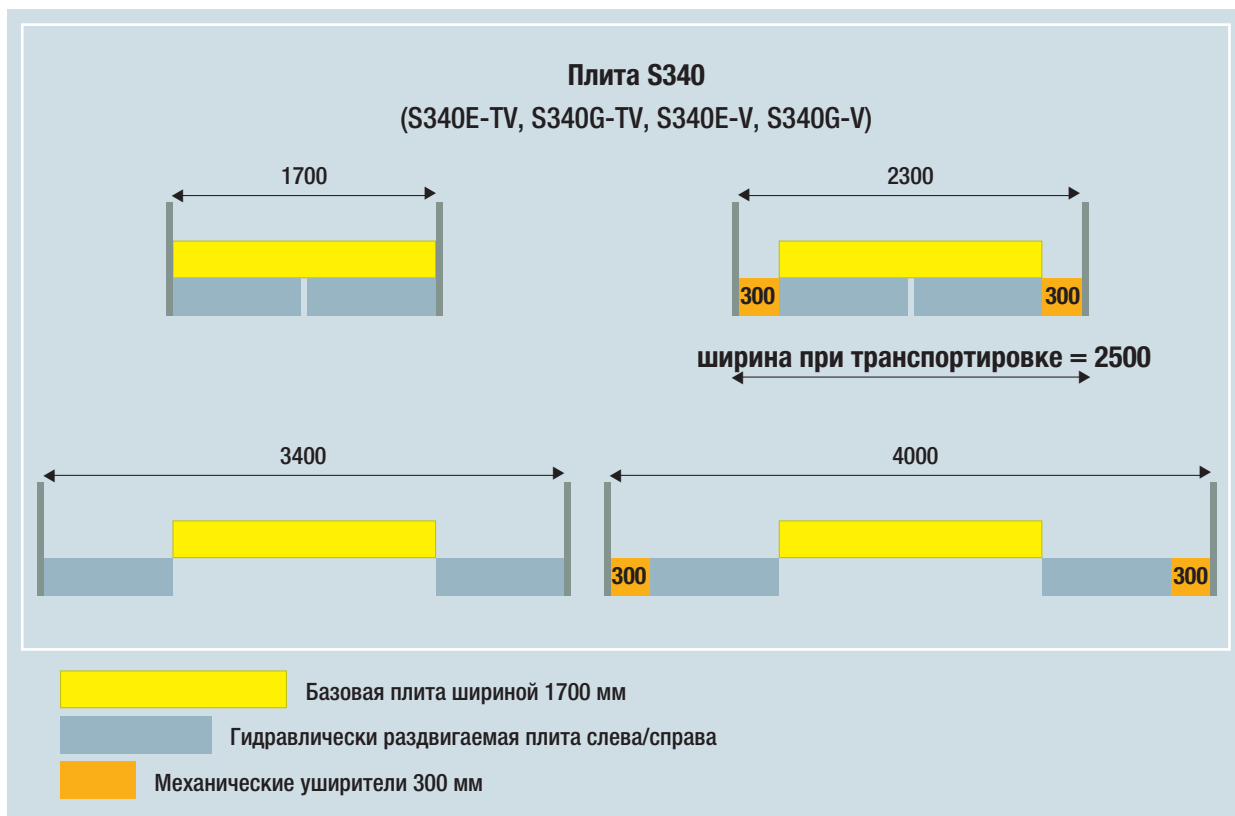 Плита S340
(S340E-TV, S340G-TV, S340E-V, S340G-V)
1700
2300
300
300
ширина при транспортировке = 2500
3400
4000
300
300
Базовая плита шириной 1700 мм
Гидравлически раздвигаемая плита слева/справа
Механические уширители 300 мм